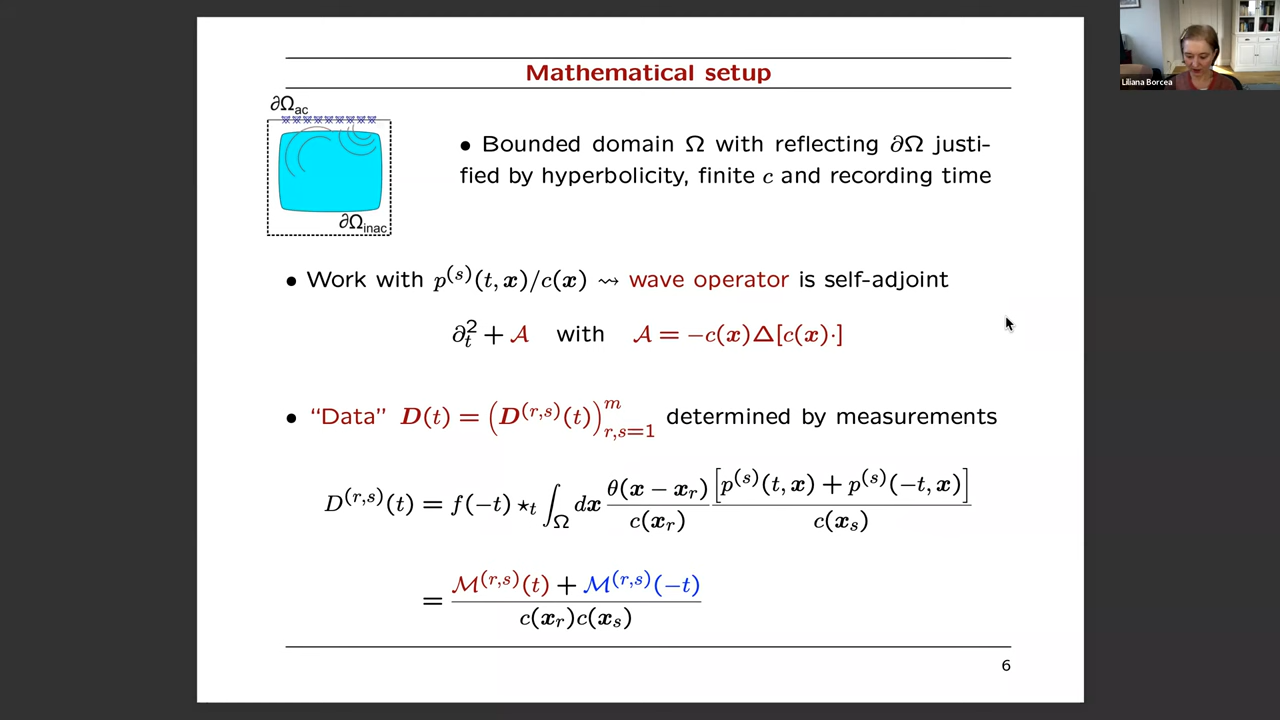 Mathematical setup
∂Ω_ac
∂Ω_inac
• Bounded domain Ω with reflecting ∂Ω justi-
fied by hyperbolicity, finite c and recording time
• Work with p^(s)(t, x)/c(x) ⇝ wave operator is self-adjoint
∂_t^2 + A with A = −c(x)Δ[c(x)·]
• “Data” D(t) = (D^(r,s)(t))_{r,s=1}^m determined by measurements
D^(r,s)(t) = f(−t) ⋆_t ∫_Ω dx θ(x − x_r)/c(x_r) [p^(s)(t, x) + p^(s)(−t, x)]/c(x_s)
= (M^(r,s)(t) + M^(r,s)(−t))/(c(x_r)c(x_s))
6
Liliana Borcea